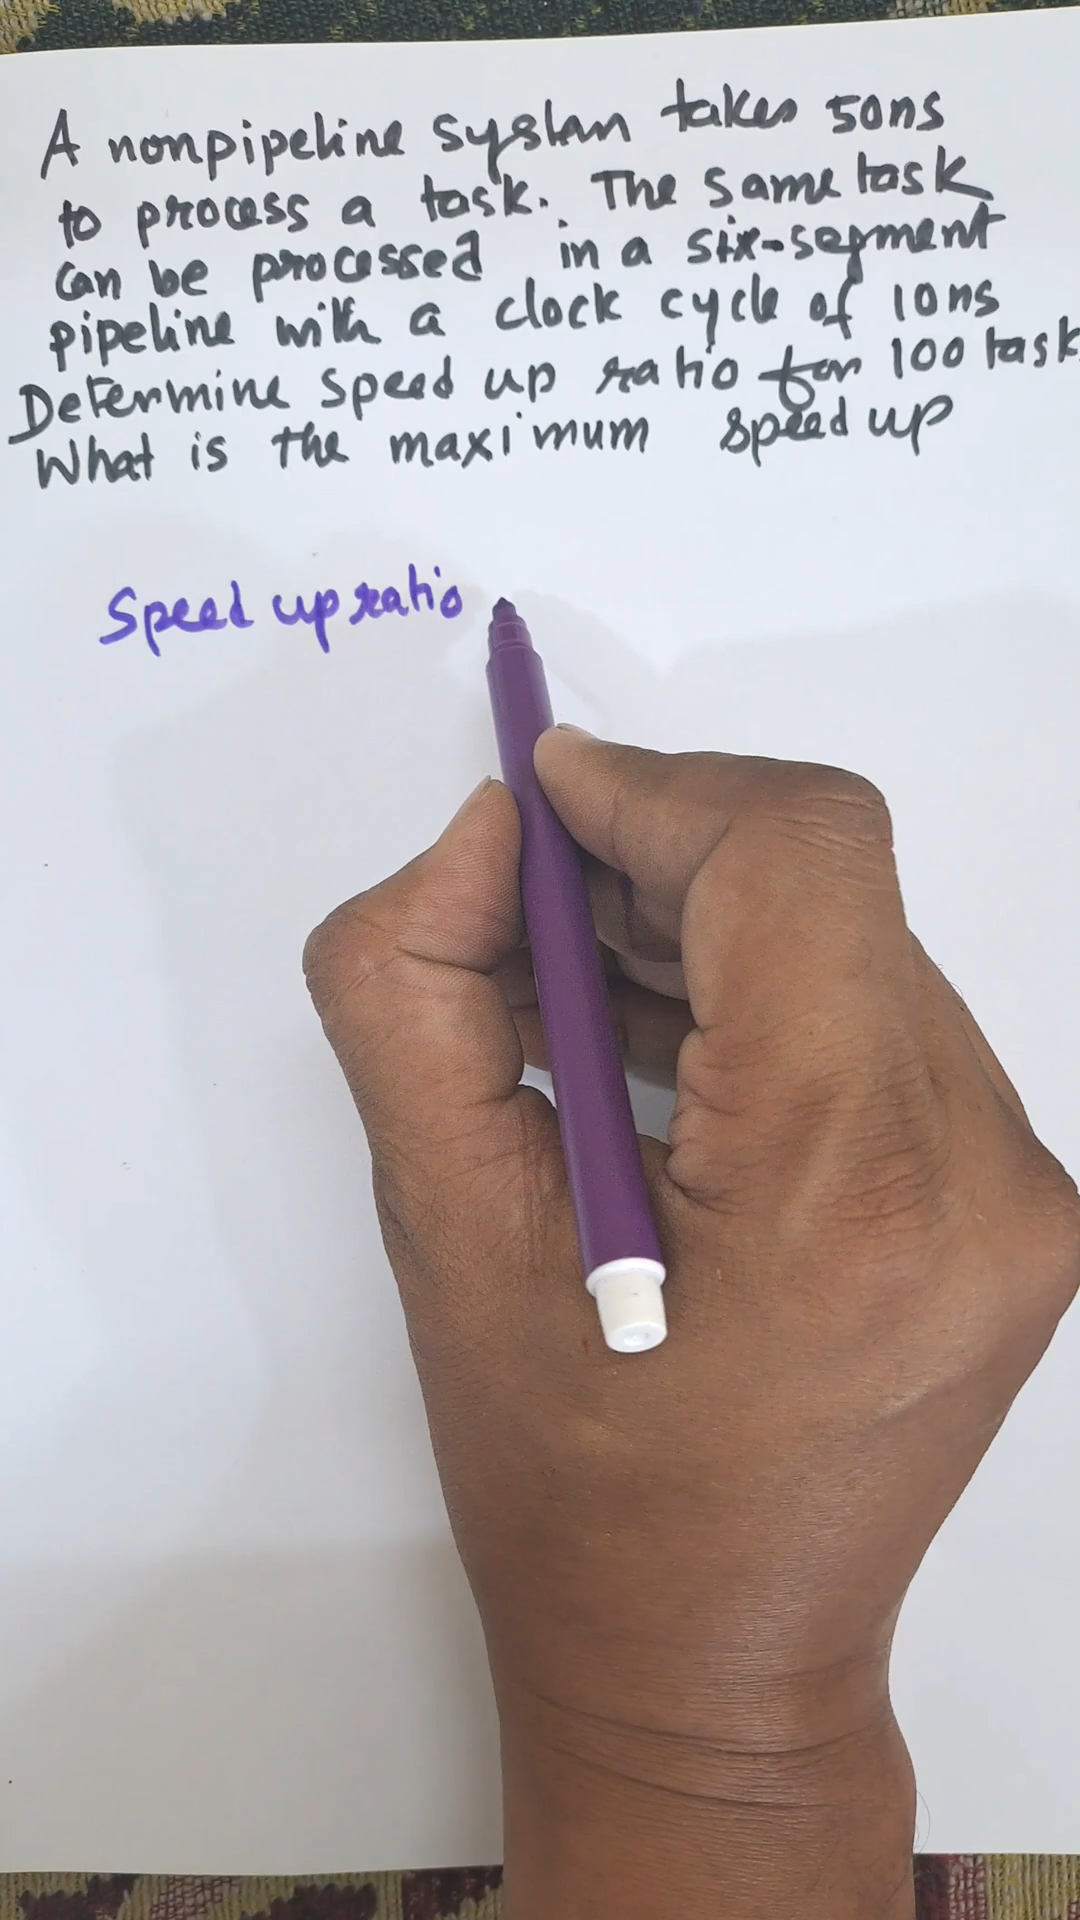 A nonpipeline system takes 50ns
to process a task. The same task
can be processed in a six-segment
pipeline with a clock cycle of 10ns
Determine speed up ratio for 100 task
What is the maximum speed up
Speed up ratio